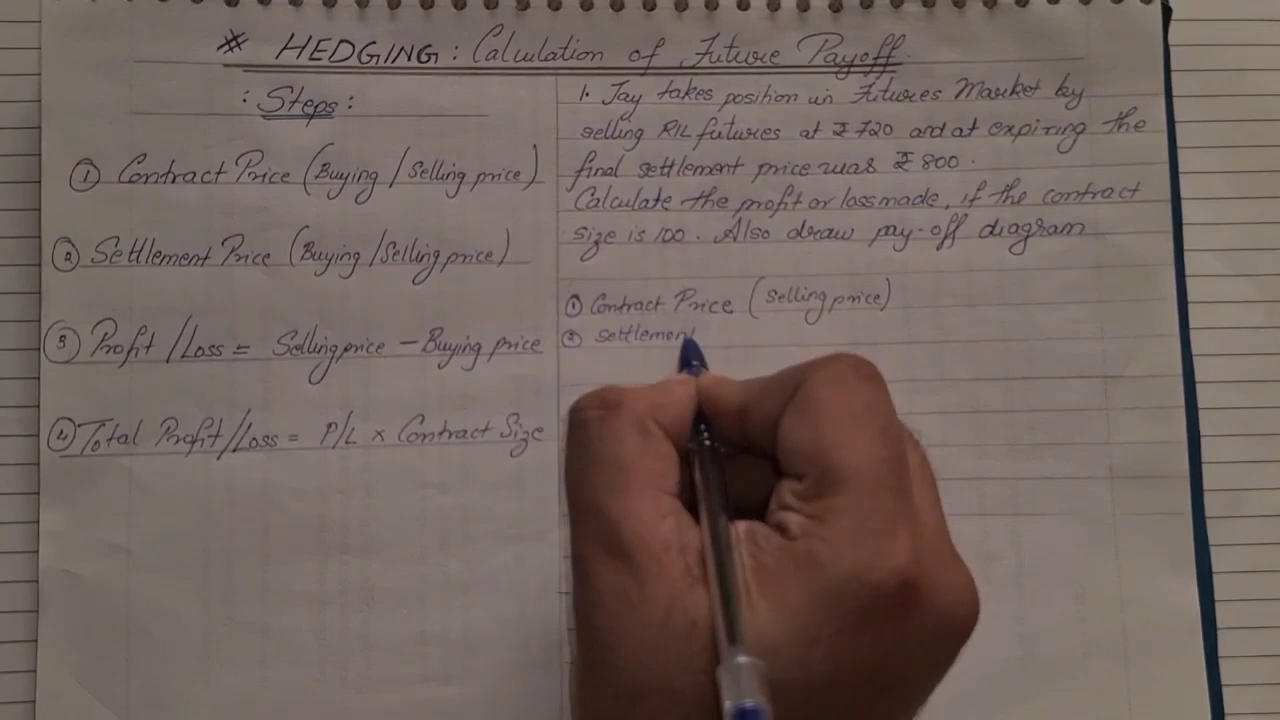 * HEDGING : Calculation of Future Payoff.
: Steps :
① Contract Price (Buying / Selling price)
② Settlement Price (Buying / Selling price)
③ Profit / Loss = Selling price – Buying price
④ Total Profit / Loss = P/L x Contract Size
1. Jay takes position in Futures Market by
selling RIL futures at ₹ 720 and at expiring the
final settlement price was ₹ 800.
Calculate the profit or loss made, if the contract
size is 100. Also draw pay-off diagram
① Contract Price (Selling price)
② Settlement